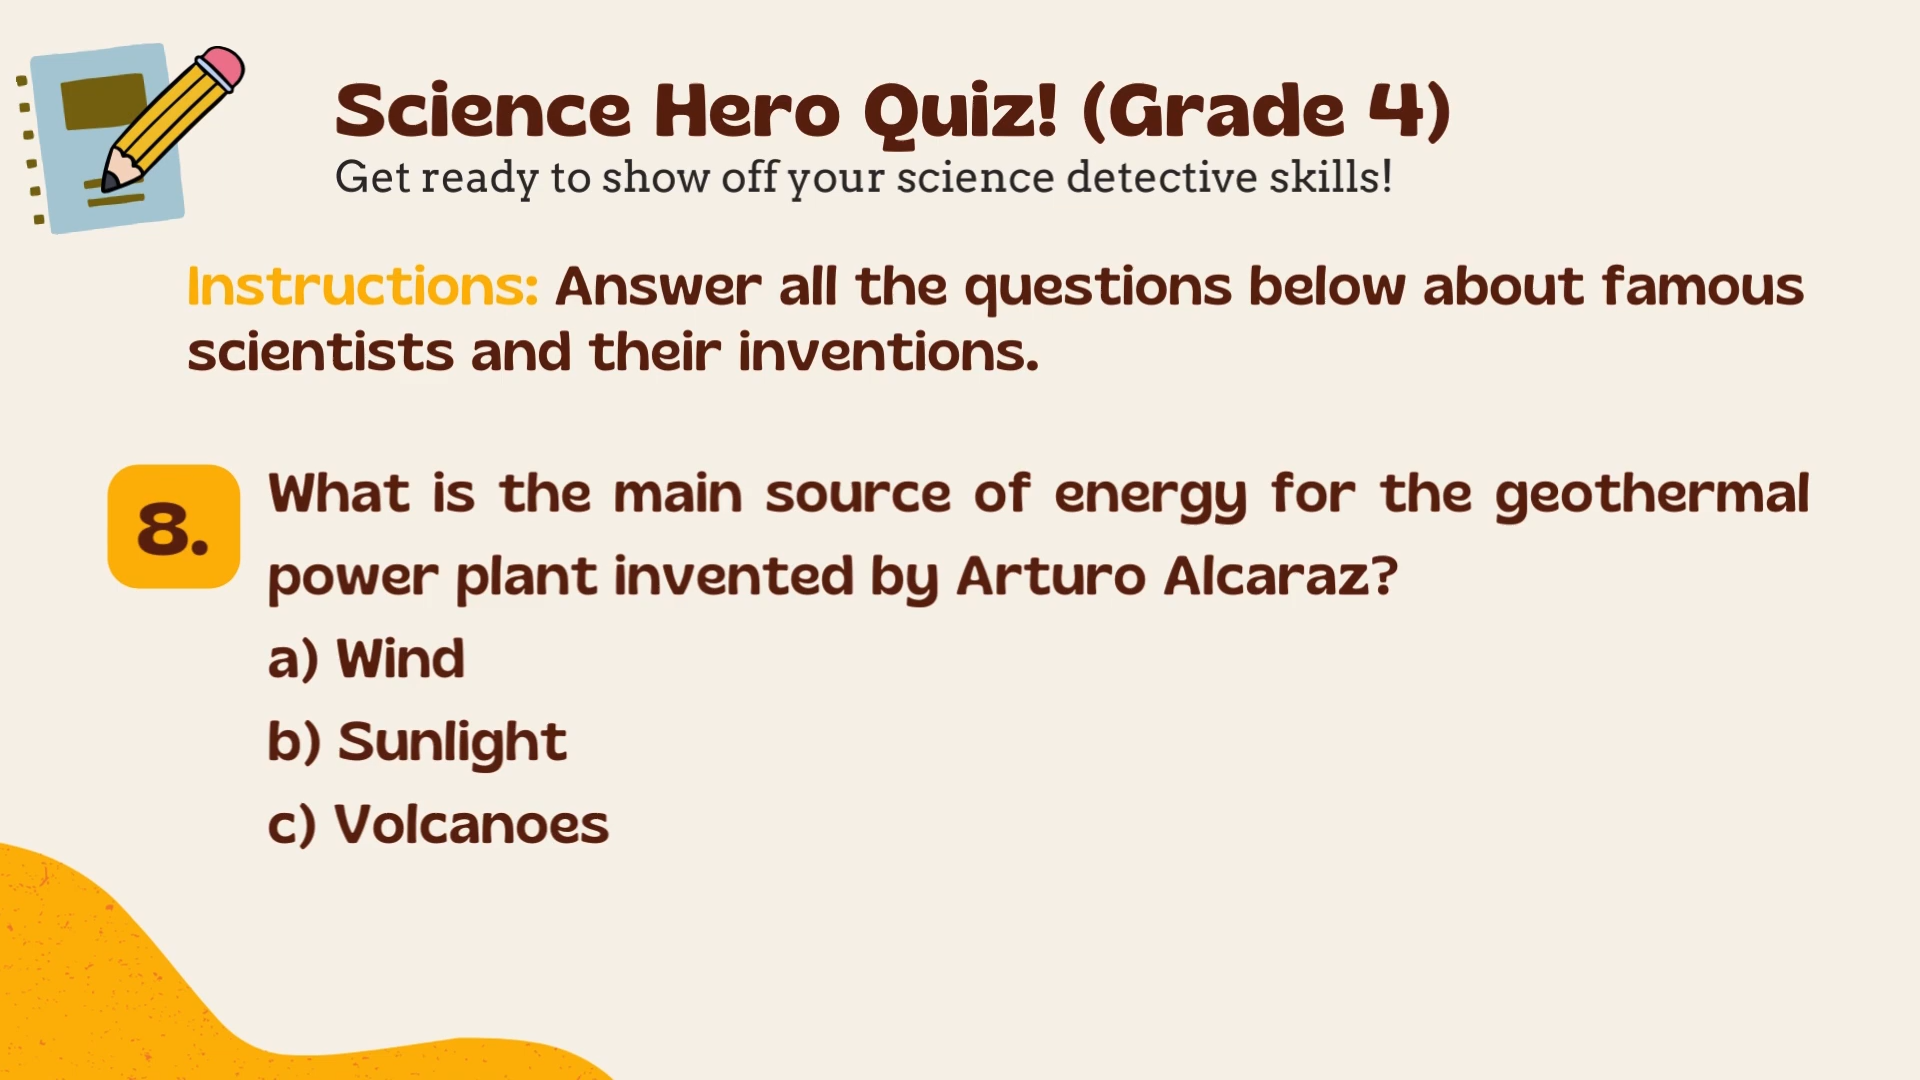 Science Hero Quiz! (Grade 4)
Get ready to show off your science detective skills!
Instructions: Answer all the questions below about famous
scientists and their inventions.
8.
What is the main source of energy for the geothermal
power plant invented by Arturo Alcaraz?
a) Wind
b) Sunlight
c) Volcanoes